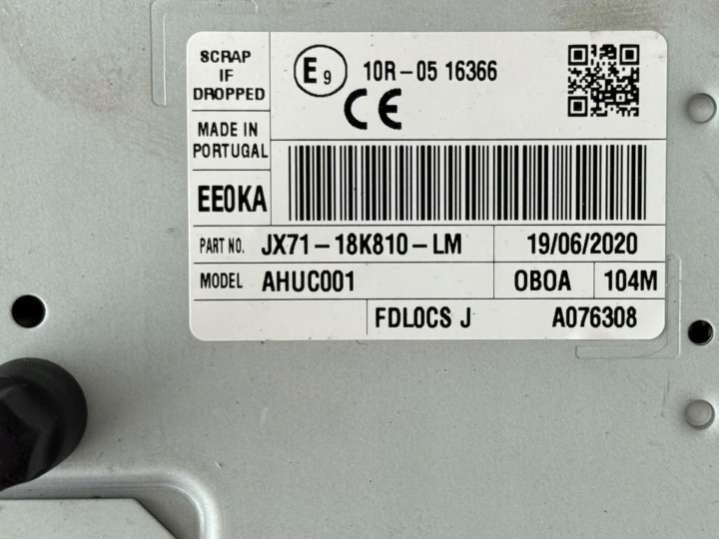 SCRAP
IF
DROPPED
E9 10R-05 16366
CE
MADE IN
PORTUGAL
EE0KA
PART NO. JX71-18K810-LM 19/06/2020
MODEL AHUC001 0B0A 104M
FDL0CS J A076308